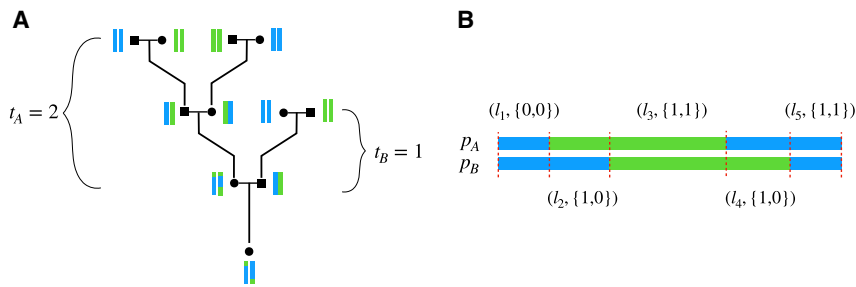 A
B
t_A = 2
t_B = 1
(l_1, {0,0})
(l_3, {1,1})
(l_5, {1,1})
p_A
p_B
(l_2, {1,0})
(l_4, {1,0})